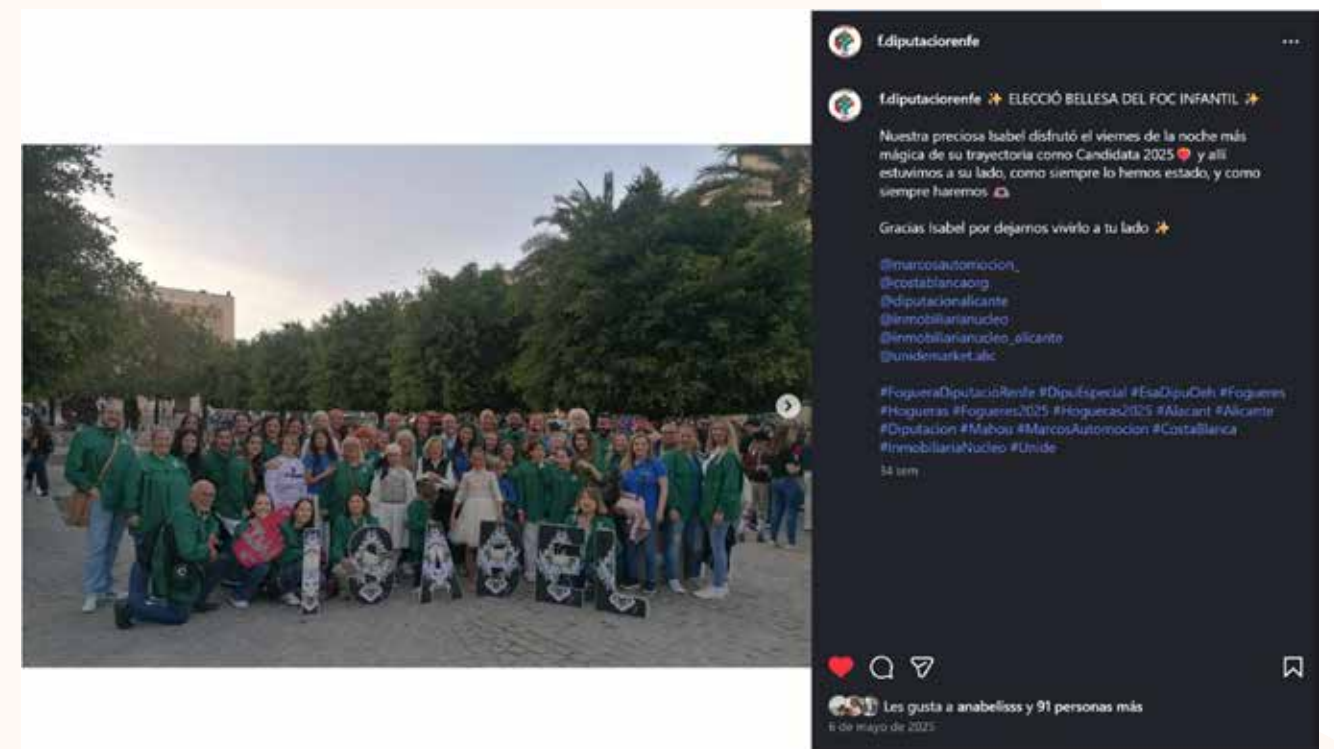 f.diputaciorenfe
f.diputaciorenfe ✨ ELECCIÓ BELLESA DEL FOC INFANTIL ✨
Nuestra preciosa Isabel disfrutó el viernes de la noche más
mágica de su trayectoria como Candidata 2025❤️‍🔥 y allí
estuvimos a su lado, como siempre lo hemos estado, y como
siempre haremos 🫶🏻
Gracias Isabel por dejarnos vivirlo a tu lado ✨
@marcosautomocion_
@costablancaorg
@diputacionalicante
@inmobiliarianucleo
@inmobiliarianucleo_alicante
@unidemarket.alic
#FogueraDiputacióRenfe #DipuEspecial #EsaDipuOeh #Fogueres
#Hogueras #Fogueres2025 #Hogueras2025 #Alacant #Alicante
#Diputacion #Mahou #MarcosAutomocion #CostaBlanca
#InmobiliariaNucleo #Unide
34 sem
ISABEL
Les gusta a anabelisss y 91 personas más
6 de mayo de 2025